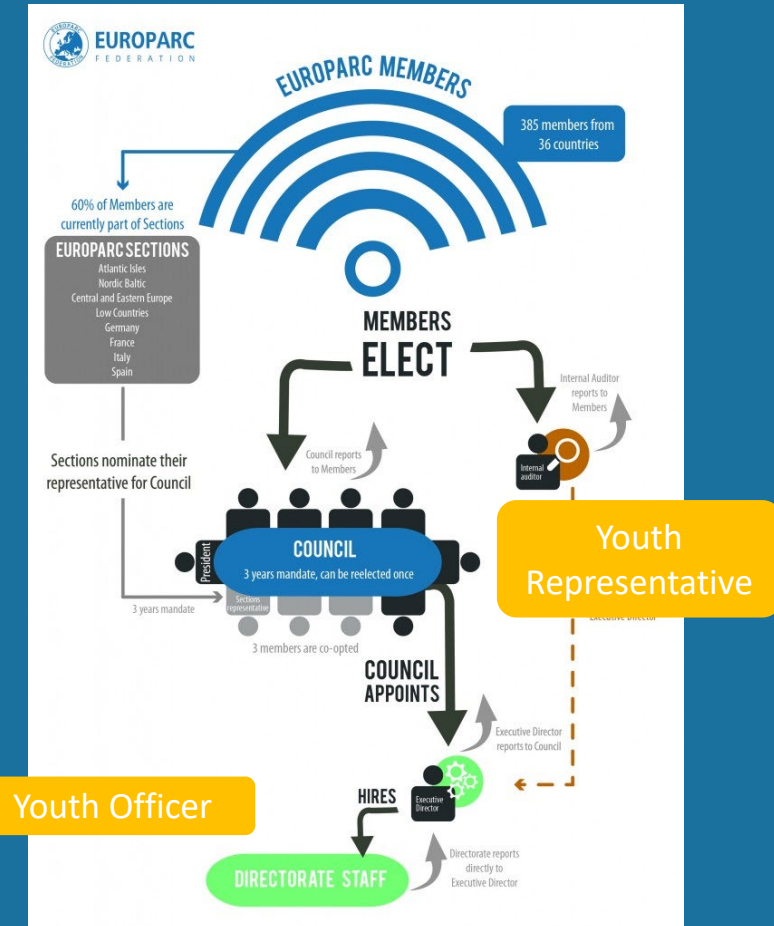 EUROPARC
FEDERATION
EUROPARC MEMBERS
385 members from
36 countries
60% of Members are
currently part of Sections
EUROPARC SECTIONS
Atlantic Isles
Nordic Baltic
Central and Eastern Europe
Low Countries
Germany
France
Italy
Spain
MEMBERS
ELECT
Internal Auditor
reports to
Members
Internal
auditor
Council reports
to Members
Sections nominate their
representative for Council
Youth
Representative
Executive Director
President
COUNCIL
3 years mandate, can be reelected once
3 years mandate
Sections
representative
3 members are co-opted
COUNCIL
APPOINTS
Executive Director
reports to Council
Youth Officer
HIRES
Executive
Director
DIRECTORATE STAFF
Directorate reports
directly to
Executive Director